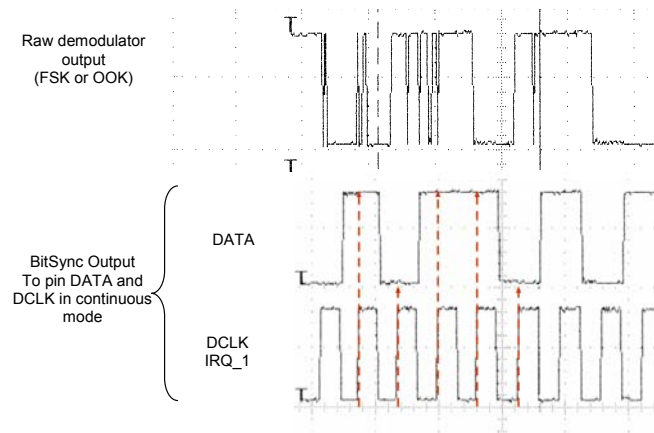 Raw demodulator
output
(FSK or OOK)
BitSync Output
To pin DATA and
DCLK in continuous
mode
DATA
DCLK
IRQ_1